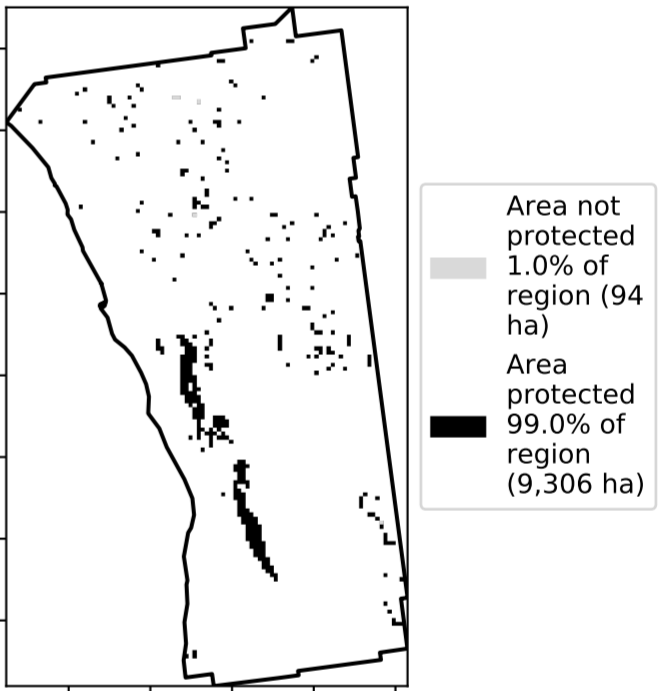 Area not
protected
1.0% of
region (94
ha)
Area
protected
99.0% of
region
(9,306 ha)